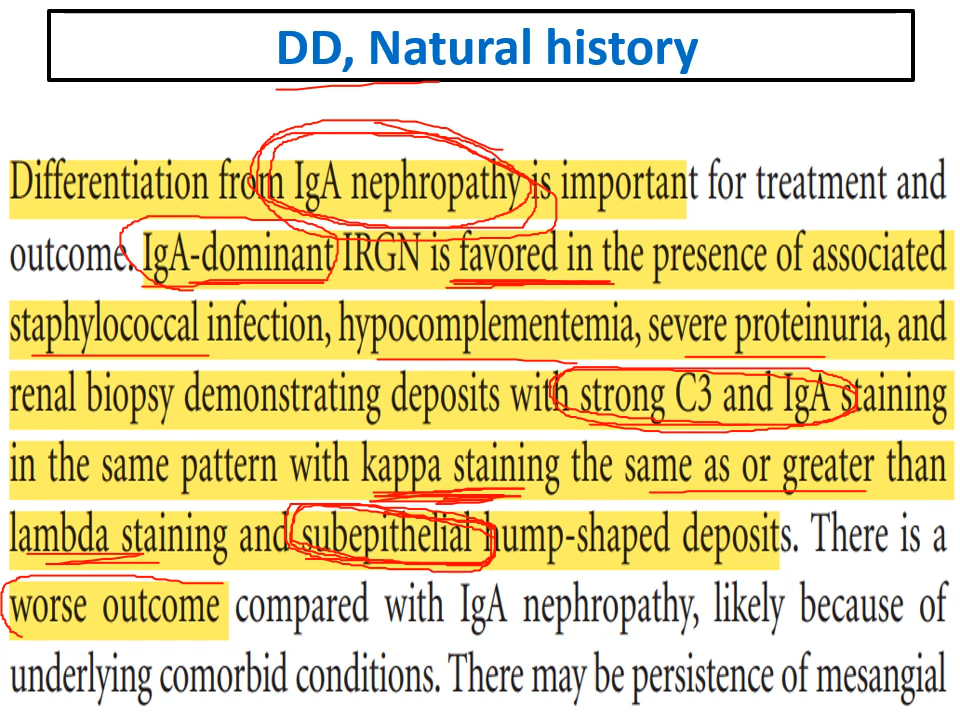 DD, Natural history
Differentiation from IgA nephropathy is important for treatment and
outcome. IgA-dominant IRGN is favored in the presence of associated
staphylococcal infection, hypocomplementemia, severe proteinuria, and
renal biopsy demonstrating deposits with strong C3 and IgA staining
in the same pattern with kappa staining the same as or greater than
lambda staining and subepithelial hump-shaped deposits. There is a
worse outcome compared with IgA nephropathy, likely because of
underlying comorbid conditions. There may be persistence of mesangial